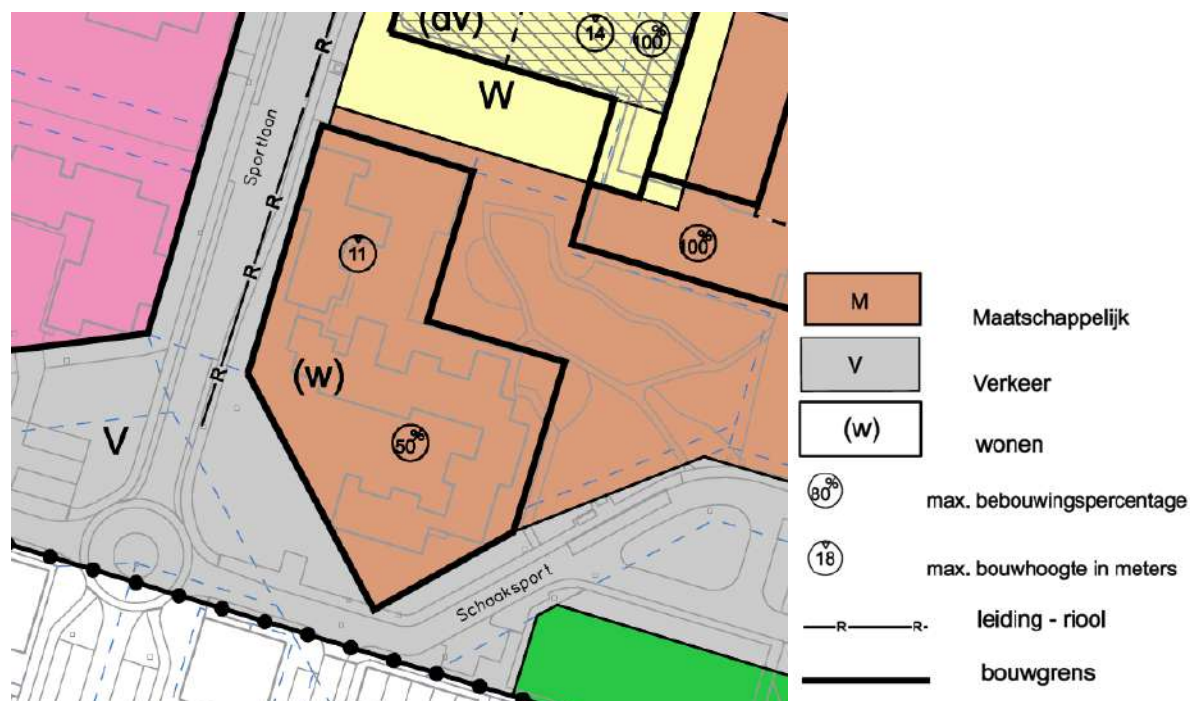 (dv)
14
100%
R
W
Sportlaan
R
11
100%
R
(w)
R
50%
V
Schaaksport
M
Maatschappelijk
V
Verkeer
(w)
wonen
80%
max. bebouwingspercentage
18
max. bouwhoogte in meters
R
R
leiding - riool
bouwgrens